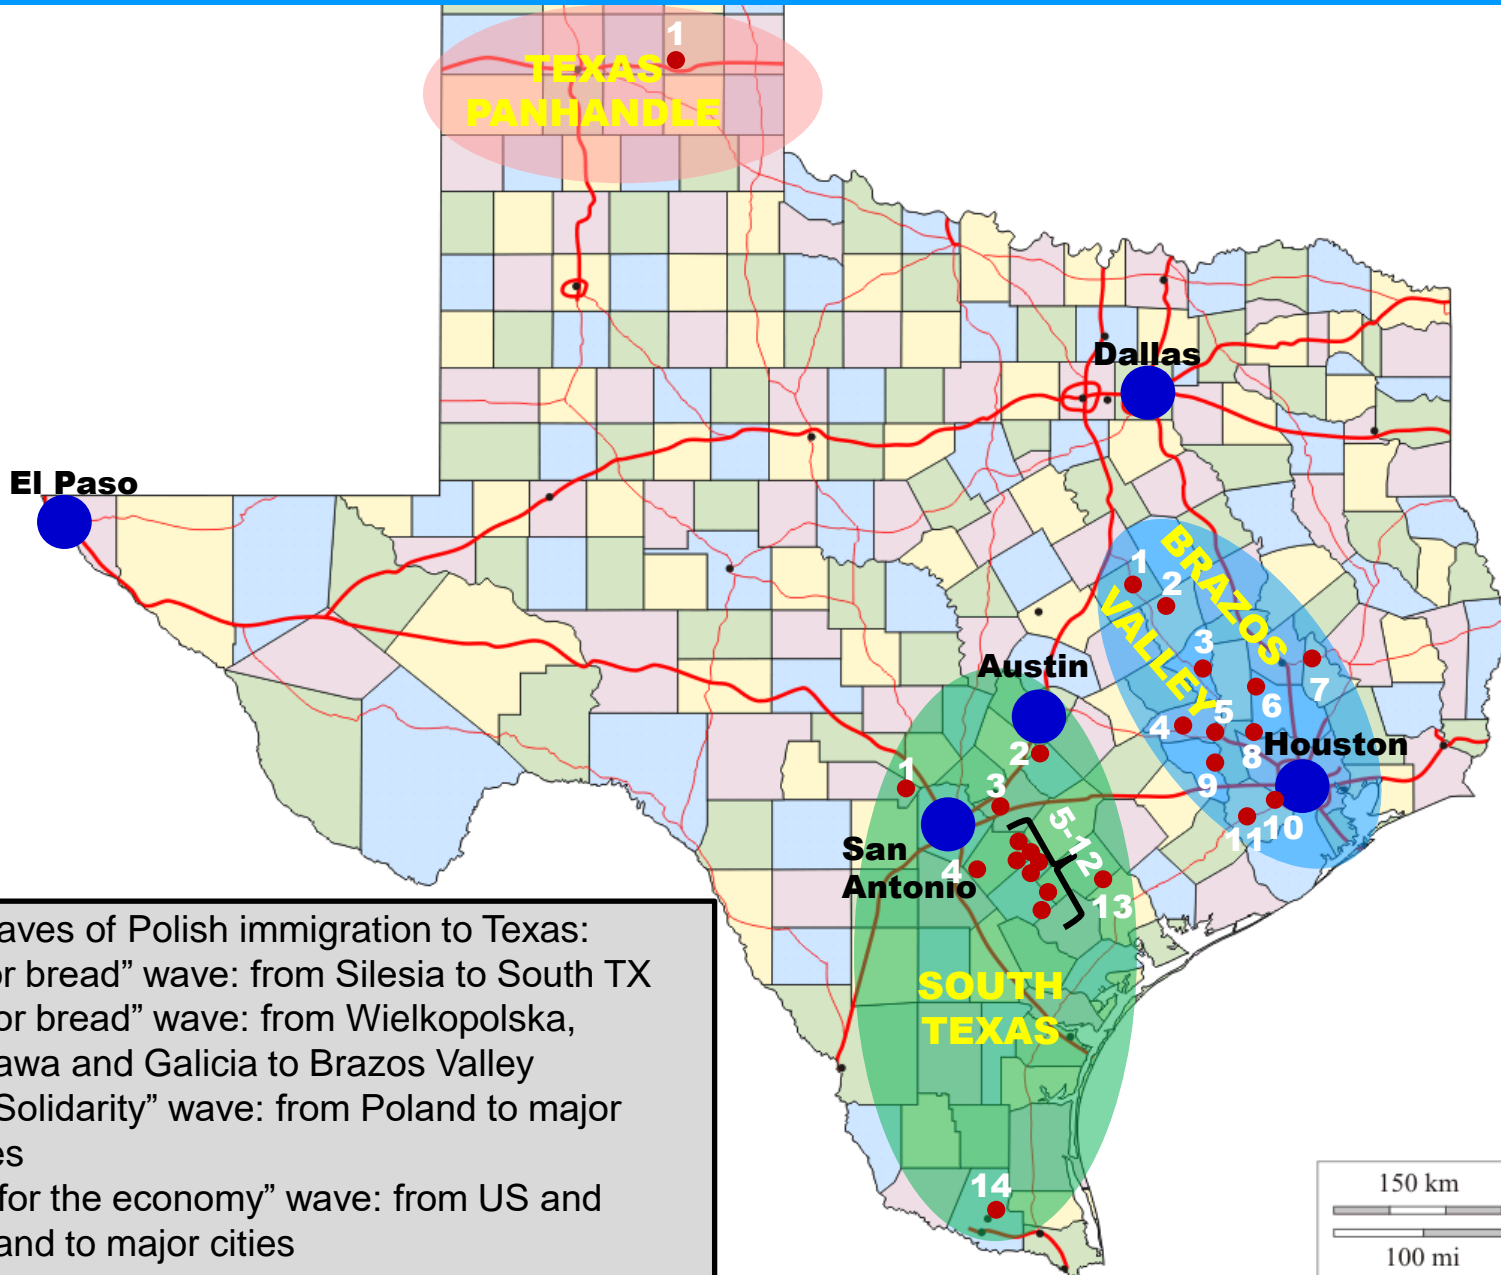 1
TEXAS
PANHANDLE
Dallas
El Paso
BRAZOS
VALLEY
1
2
3
4
5
6
7
8
9
10
11
Austin
Houston
San
Antonio
1
2
3
4
5-12
13
SOUTH
TEXAS
14
aves of Polish immigration to Texas:
or bread” wave: from Silesia to South TX
or bread” wave: from Wielkopolska,
awa and Galicia to Brazos Valley
Solidarity” wave: from Poland to major
es
for the economy” wave: from US and
and to major cities
150 km
100 mi